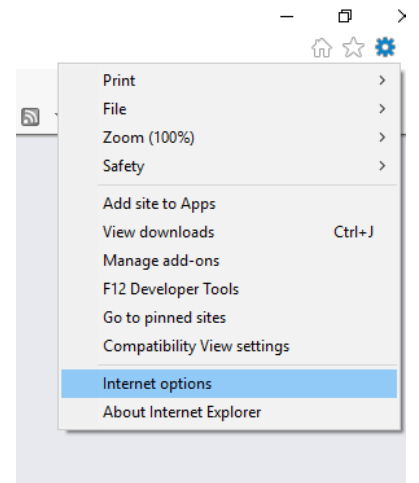 Print
File
Zoom (100%)
Safety
Add site to Apps
View downloads Ctrl+J
Manage add-ons
F12 Developer Tools
Go to pinned sites
Compatibility View settings
Internet options
About Internet Explorer